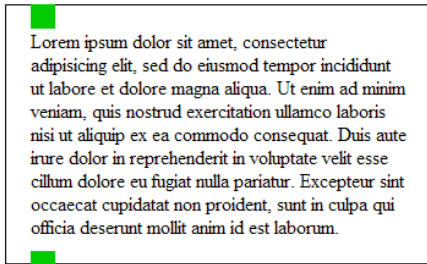 Lorem ipsum dolor sit amet, consectetur
adipisicing elit, sed do eiusmod tempor incididunt
ut labore et dolore magna aliqua. Ut enim ad minim
veniam, quis nostrud exercitation ullamco laboris
nisi ut aliquip ex ea commodo consequat. Duis aute
irure dolor in reprehenderit in voluptate velit esse
cillum dolore eu fugiat nulla pariatur. Excepteur sint
occaecat cupidatat non proident, sunt in culpa qui
officia deserunt mollit anim id est laborum.